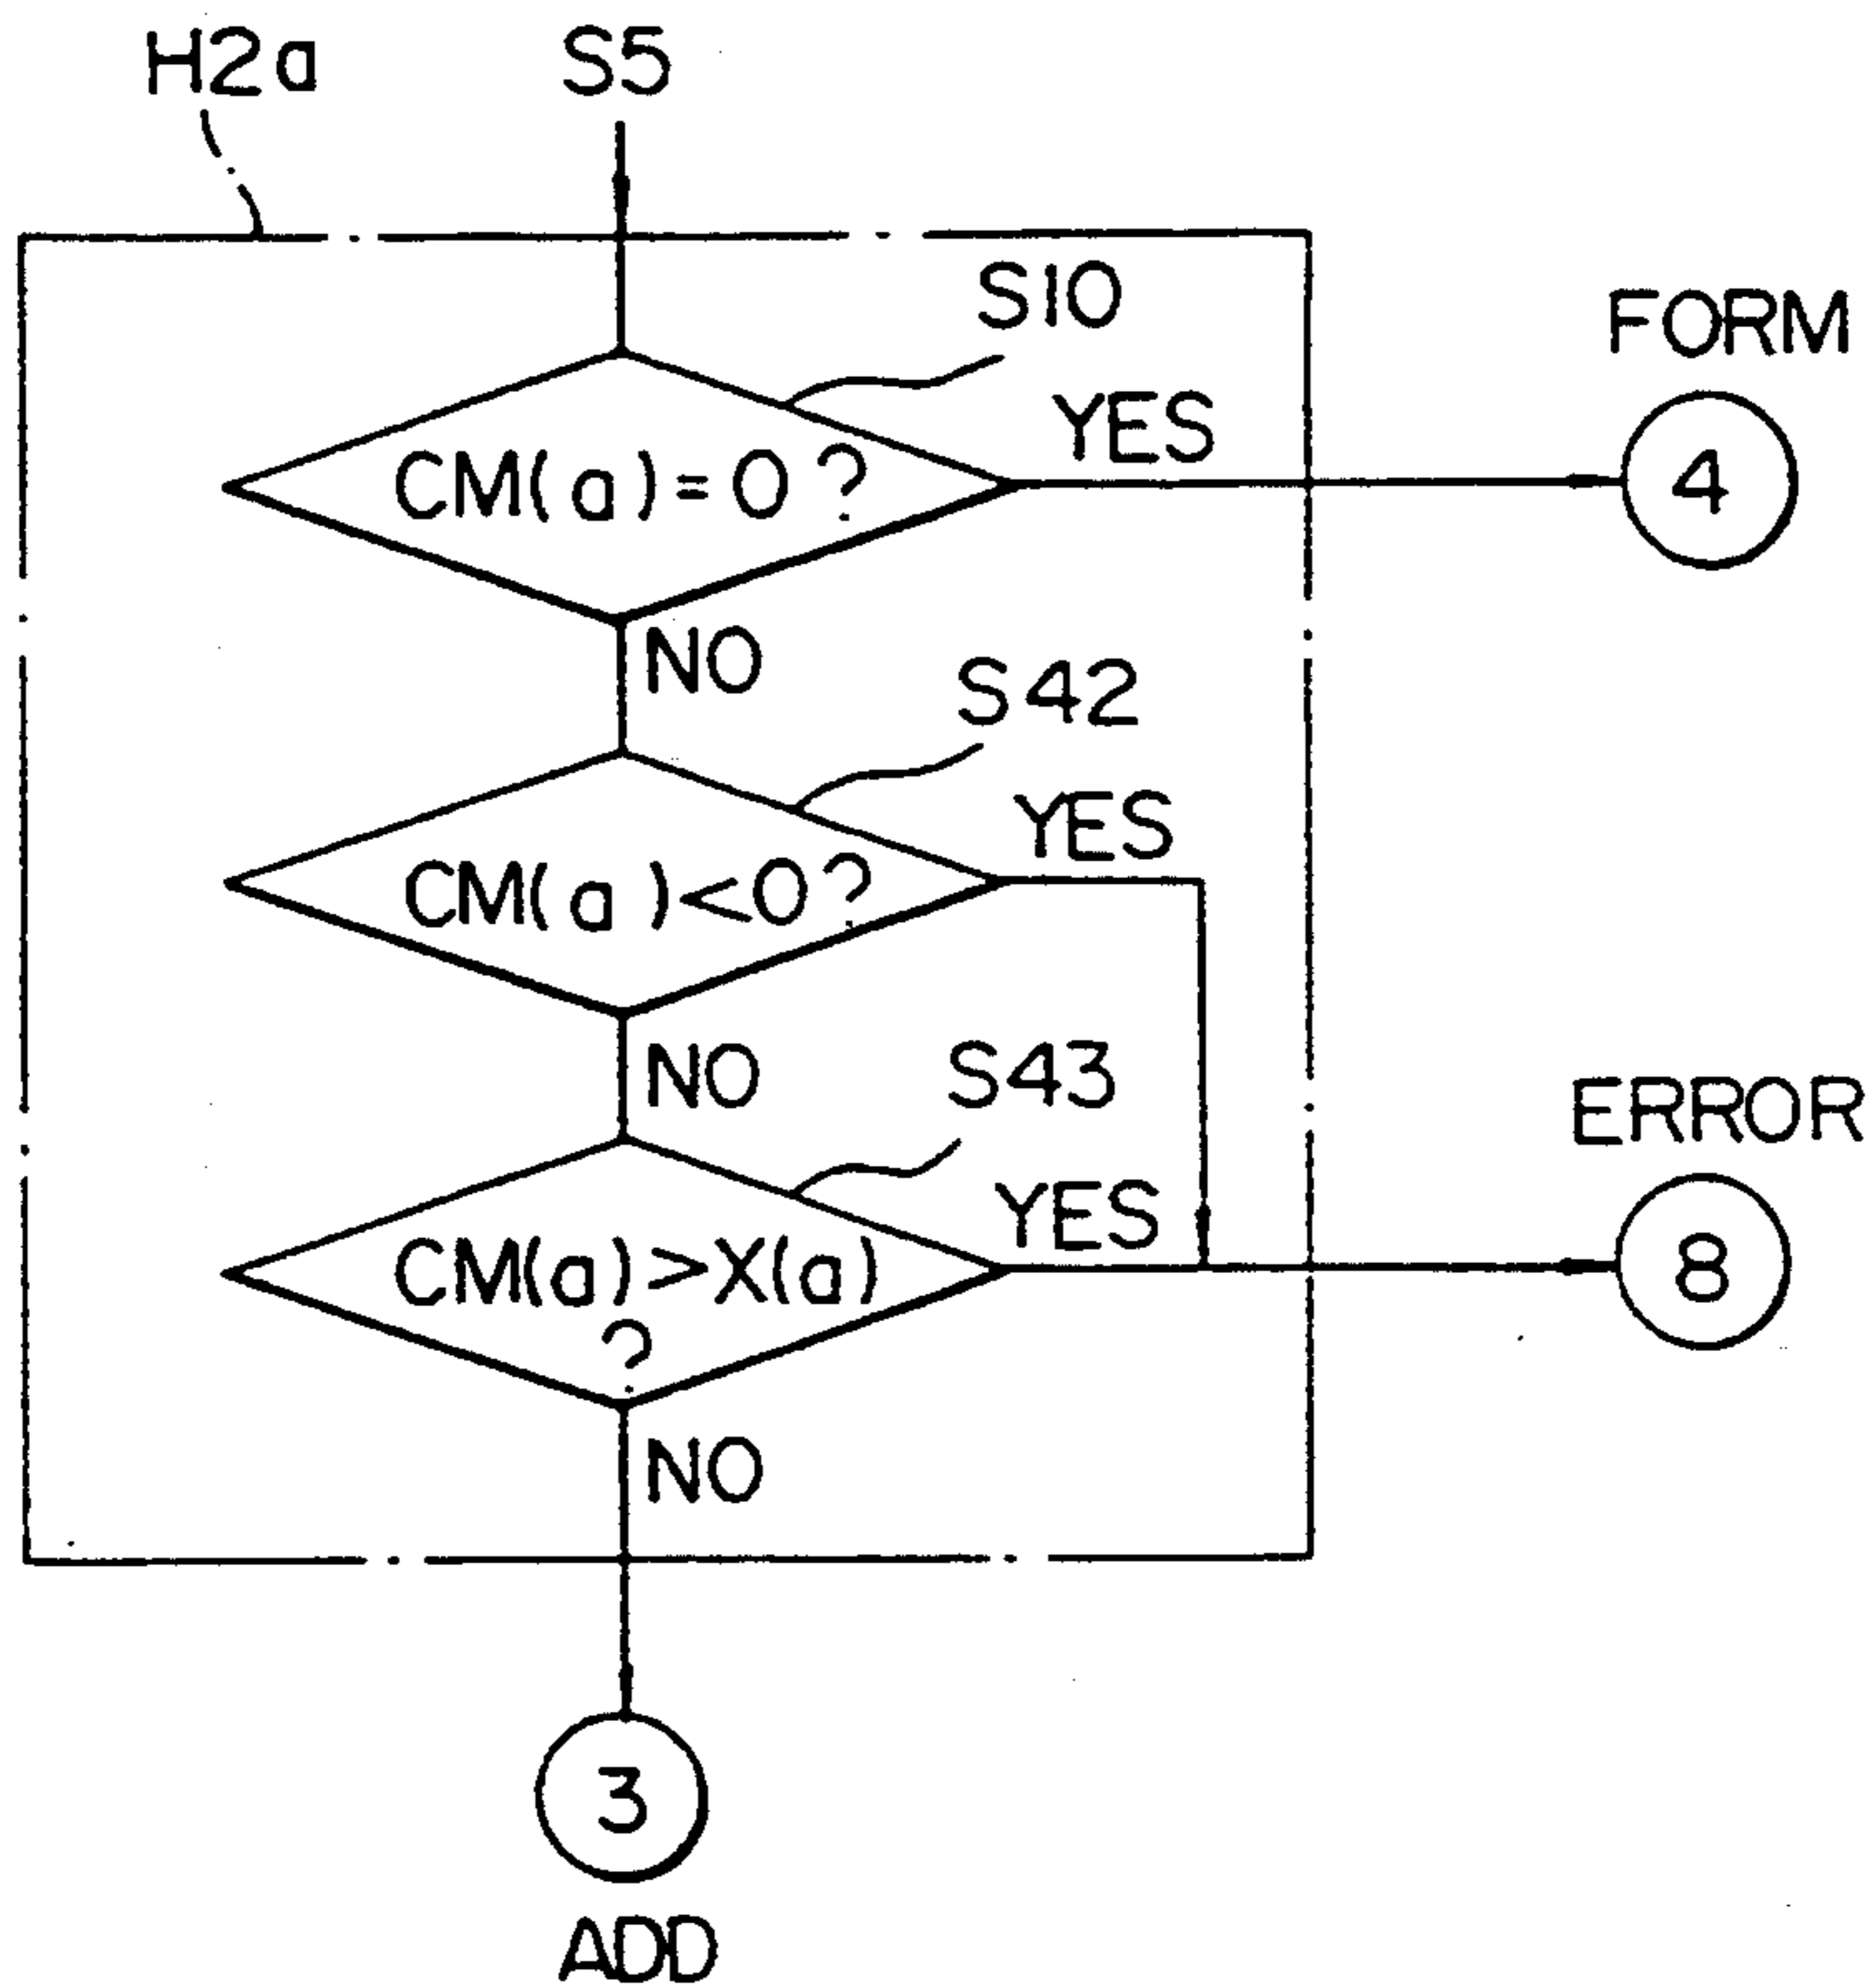 H2a
S5
S10
FORM
YES
CM(a)=0?
4
NO
S42
YES
CM(a)<0?
NO
S43
ERROR
YES
CM(a)>X(a)
?
8
NO
3
ADD